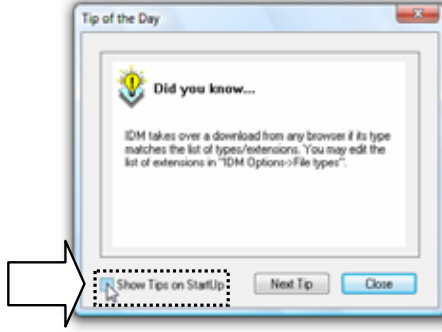 Tip of the Day
Did you know...
IDM takes over a download from any browser if its type
matches the list of types/extensions. You may edit the
list of extensions in "IDM Options->File types".
Show Tips on StartUp
Next Tip
Close